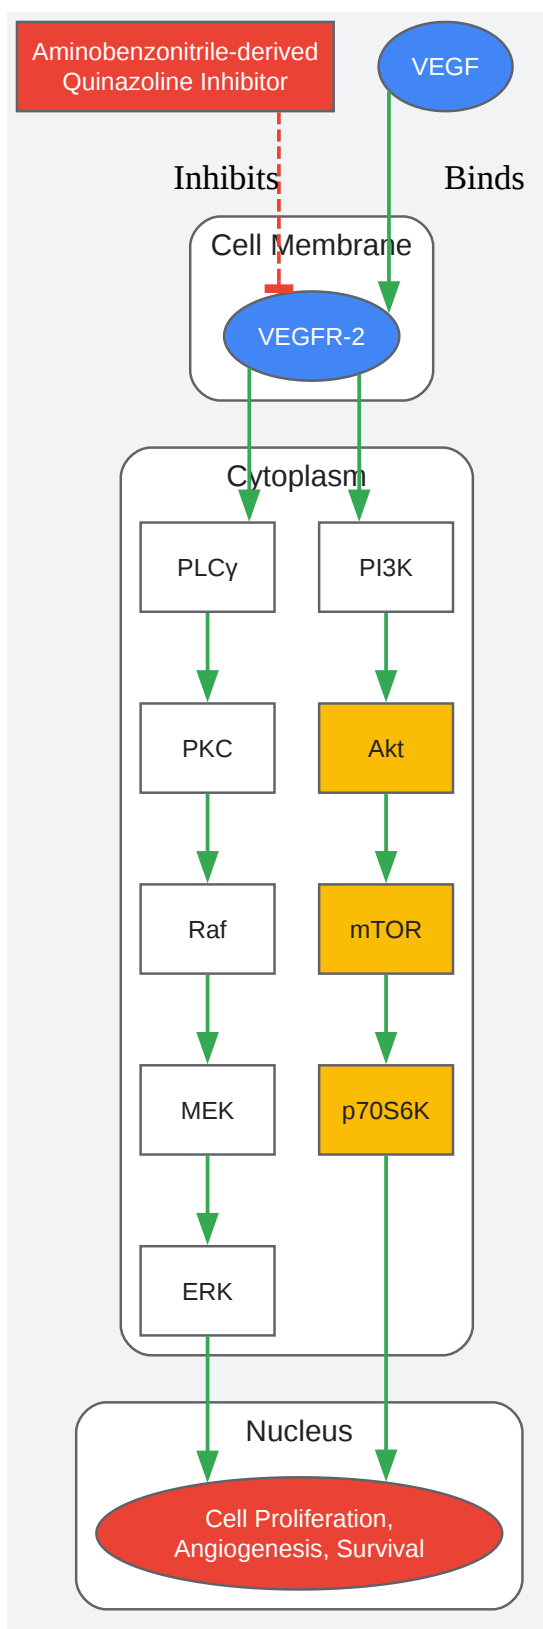 Aminobenzonitrile-derived
Quinazoline Inhibitor
VEGF
Inhibits
Binds
Cell Membrane
VEGFR-2
Cytoplasm
PLCγ
PI3K
PKC
Akt
Raf
mTOR
MEK
p70S6K
ERK
Nucleus
Cell Proliferation,
Angiogenesis, Survival